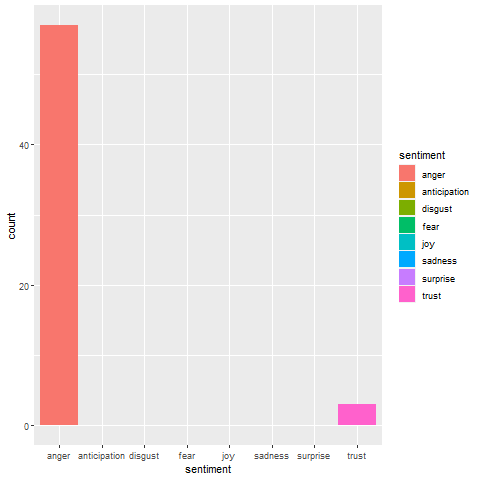 count
40
20
0
anger anticipation disgust fear joy sadness surprise trust
sentiment
sentiment
anger
anticipation
disgust
fear
joy
sadness
surprise
trust